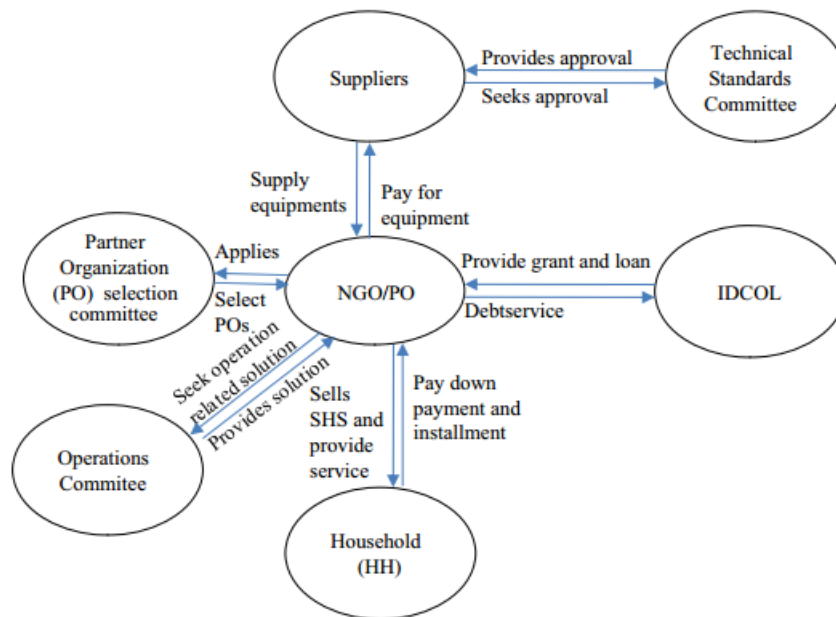 Suppliers
Provides approval
Seeks approval
Technical
Standards
Committee
Supply
equipments
Pay for
equipment
Partner
Organization
(PO) selection
committee
Applies
Select
POs
NGO/PO
Provide grant and loan
Debtservice
IDCOL
Seek operation
related solution
Provides solution
Operations
Commitee
Sells
SHS and
provide
service
Pay down
payment and
installment
Household
(HH)